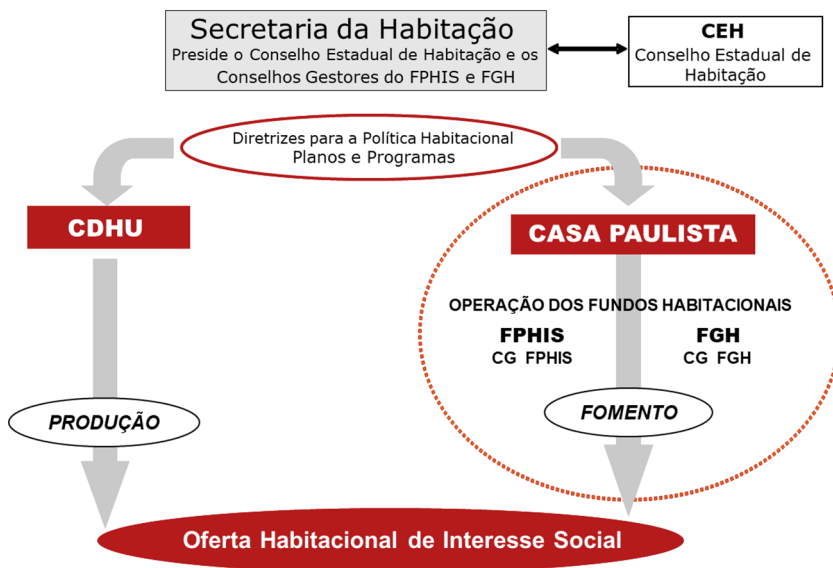 Secretaria da Habitação
Preside o Conselho Estadual de Habitação e os
Conselhos Gestores do FPHIS e FGH
CEH
Conselho Estadual de
Habitação
Diretrizes para a Política Habitacional
Planos e Programas
CDHU
CASA PAULISTA
OPERAÇÃO DOS FUNDOS HABITACIONAIS
FPHIS
CG FPHIS
FGH
CG FGH
PRODUÇÃO
FOMENTO
Oferta Habitacional de Interesse Social